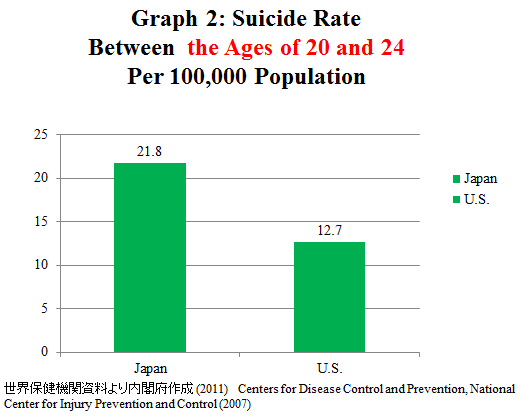 Graph 2: Suicide Rate
Between the Ages of 20 and 24
Per 100,000 Population
25
20
15
10
5
0
21.8
12.7
Japan
U.S.
Japan
U.S.
世界保健機関資料より内閣府作成 (2011) Centers for Disease Control and Prevention, National
Center for Injury Prevention and Control (2007)